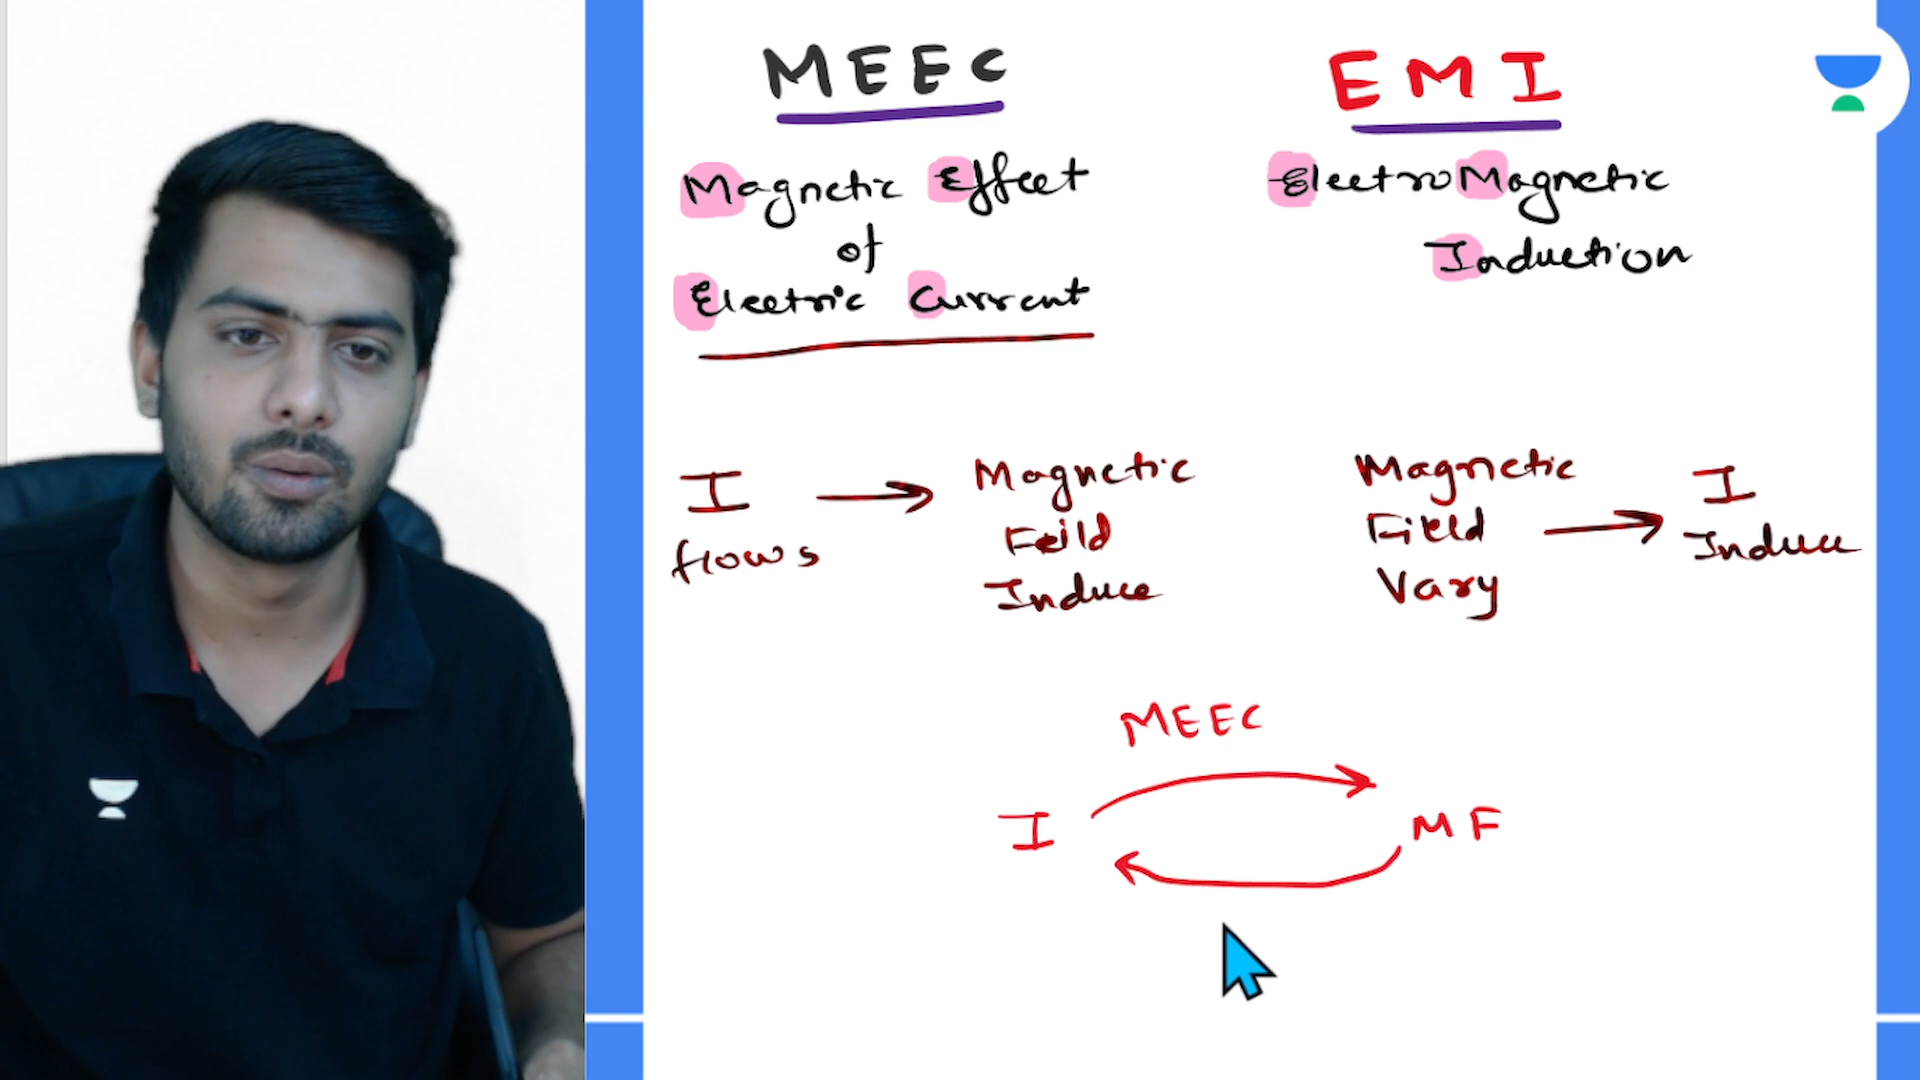 MEEC
Magnetic Effect
of
Electric Current
EMI
ElectroMagnetic
Induction
I
flows
Magnetic
Feild
Induce
Magnetic
Field
Vary
I
Induce
MEEC
I
MF